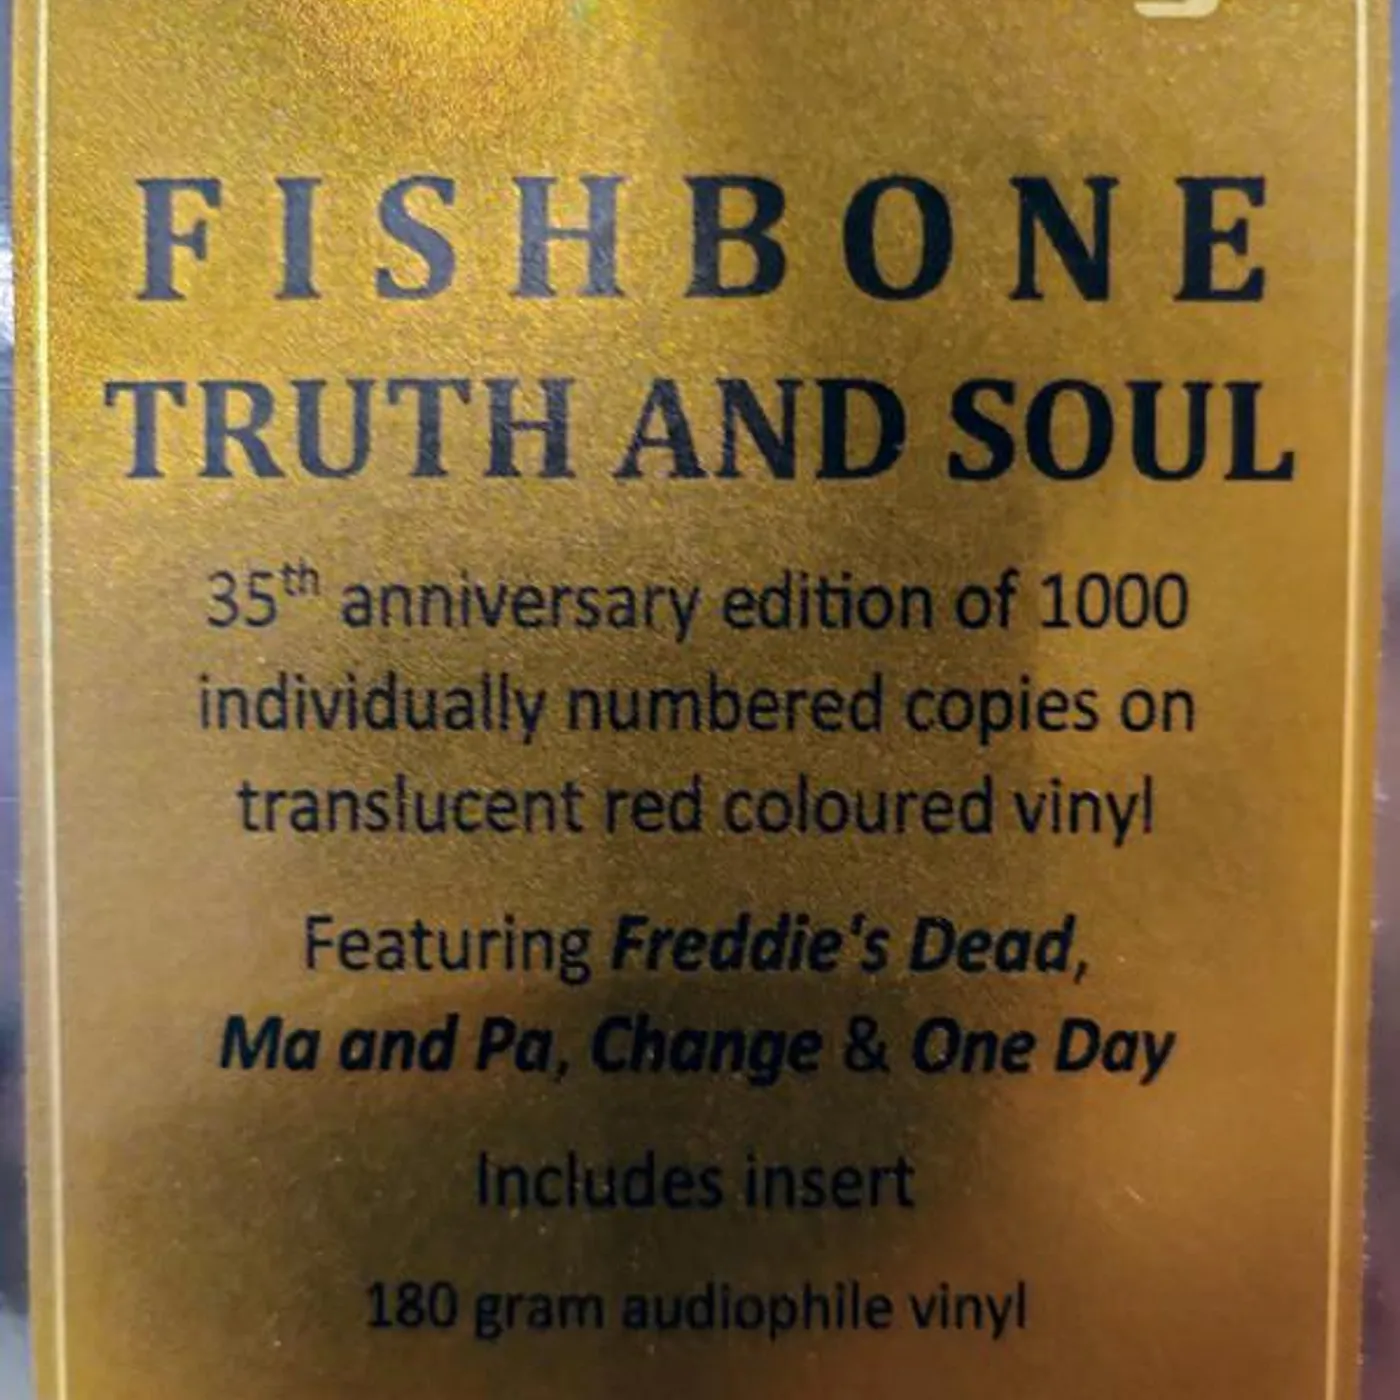 FISHBONE
TRUTH AND SOUL
35th anniversary edition of 1000
individually numbered copies on
translucent red coloured vinyl
Featuring Freddie's Dead,
Ma and Pa, Change & One Day
Includes insert
180 gram audiophile vinyl